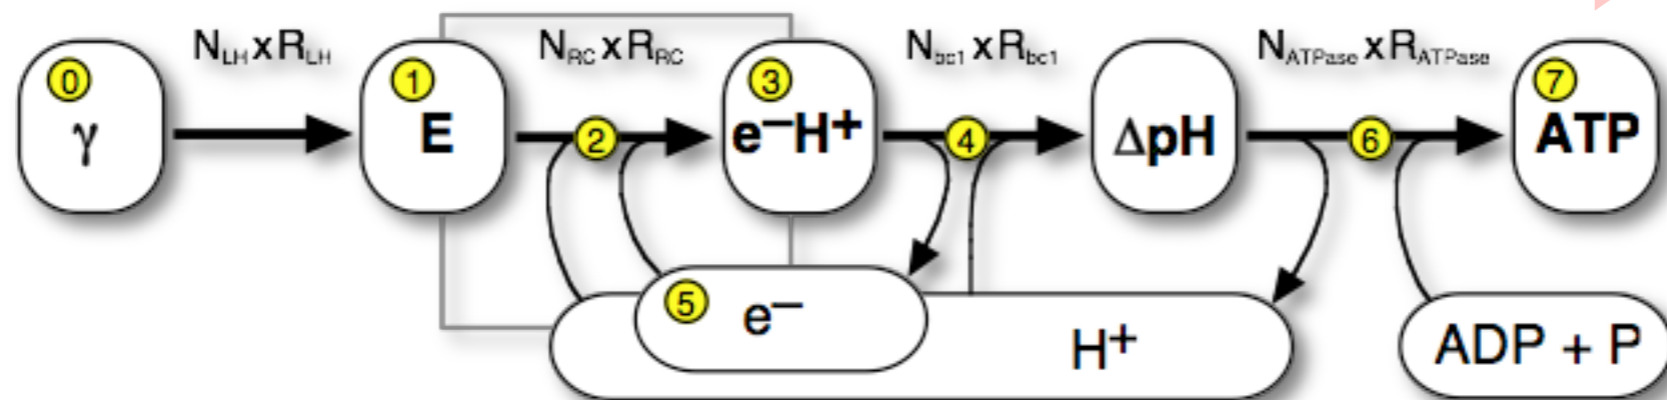 N_LH x R_LH
N_RC x R_RC
N_bc1 x R_bc1
N_ATPase x R_ATPase
0
γ
1
E
2
3
e⁻H⁺
4
ΔpH
6
7
ATP
5
e⁻
H⁺
ADP + P